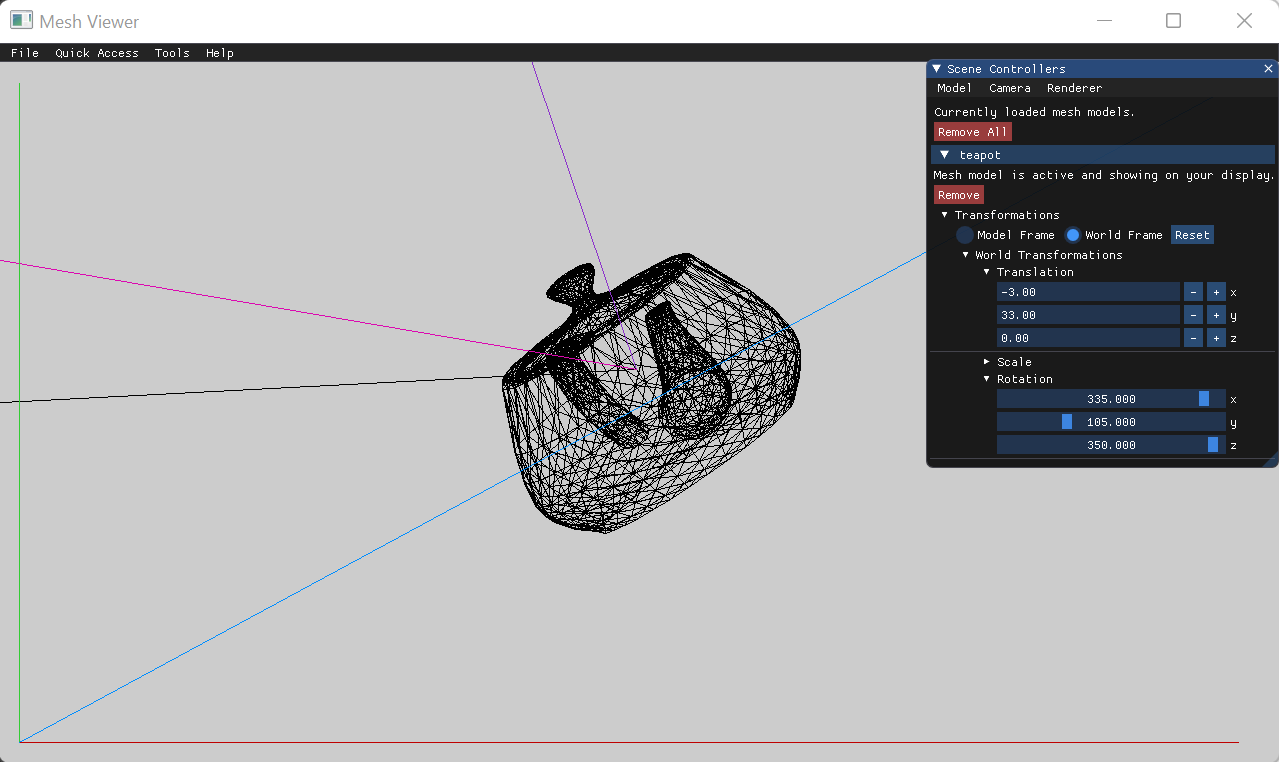 Mesh Viewer
File Quick Access Tools Help
Scene Controllers
Model Camera Renderer
Currently loaded mesh models.
Remove All
teapot
Mesh model is active and showing on your display.
Remove
Transformations
Model Frame World Frame Reset
World Transformations
Translation
-3.00 - + x
33.00 - + y
0.00 - + z
Scale
Rotation
335.000 x
105.000 y
350.000 z